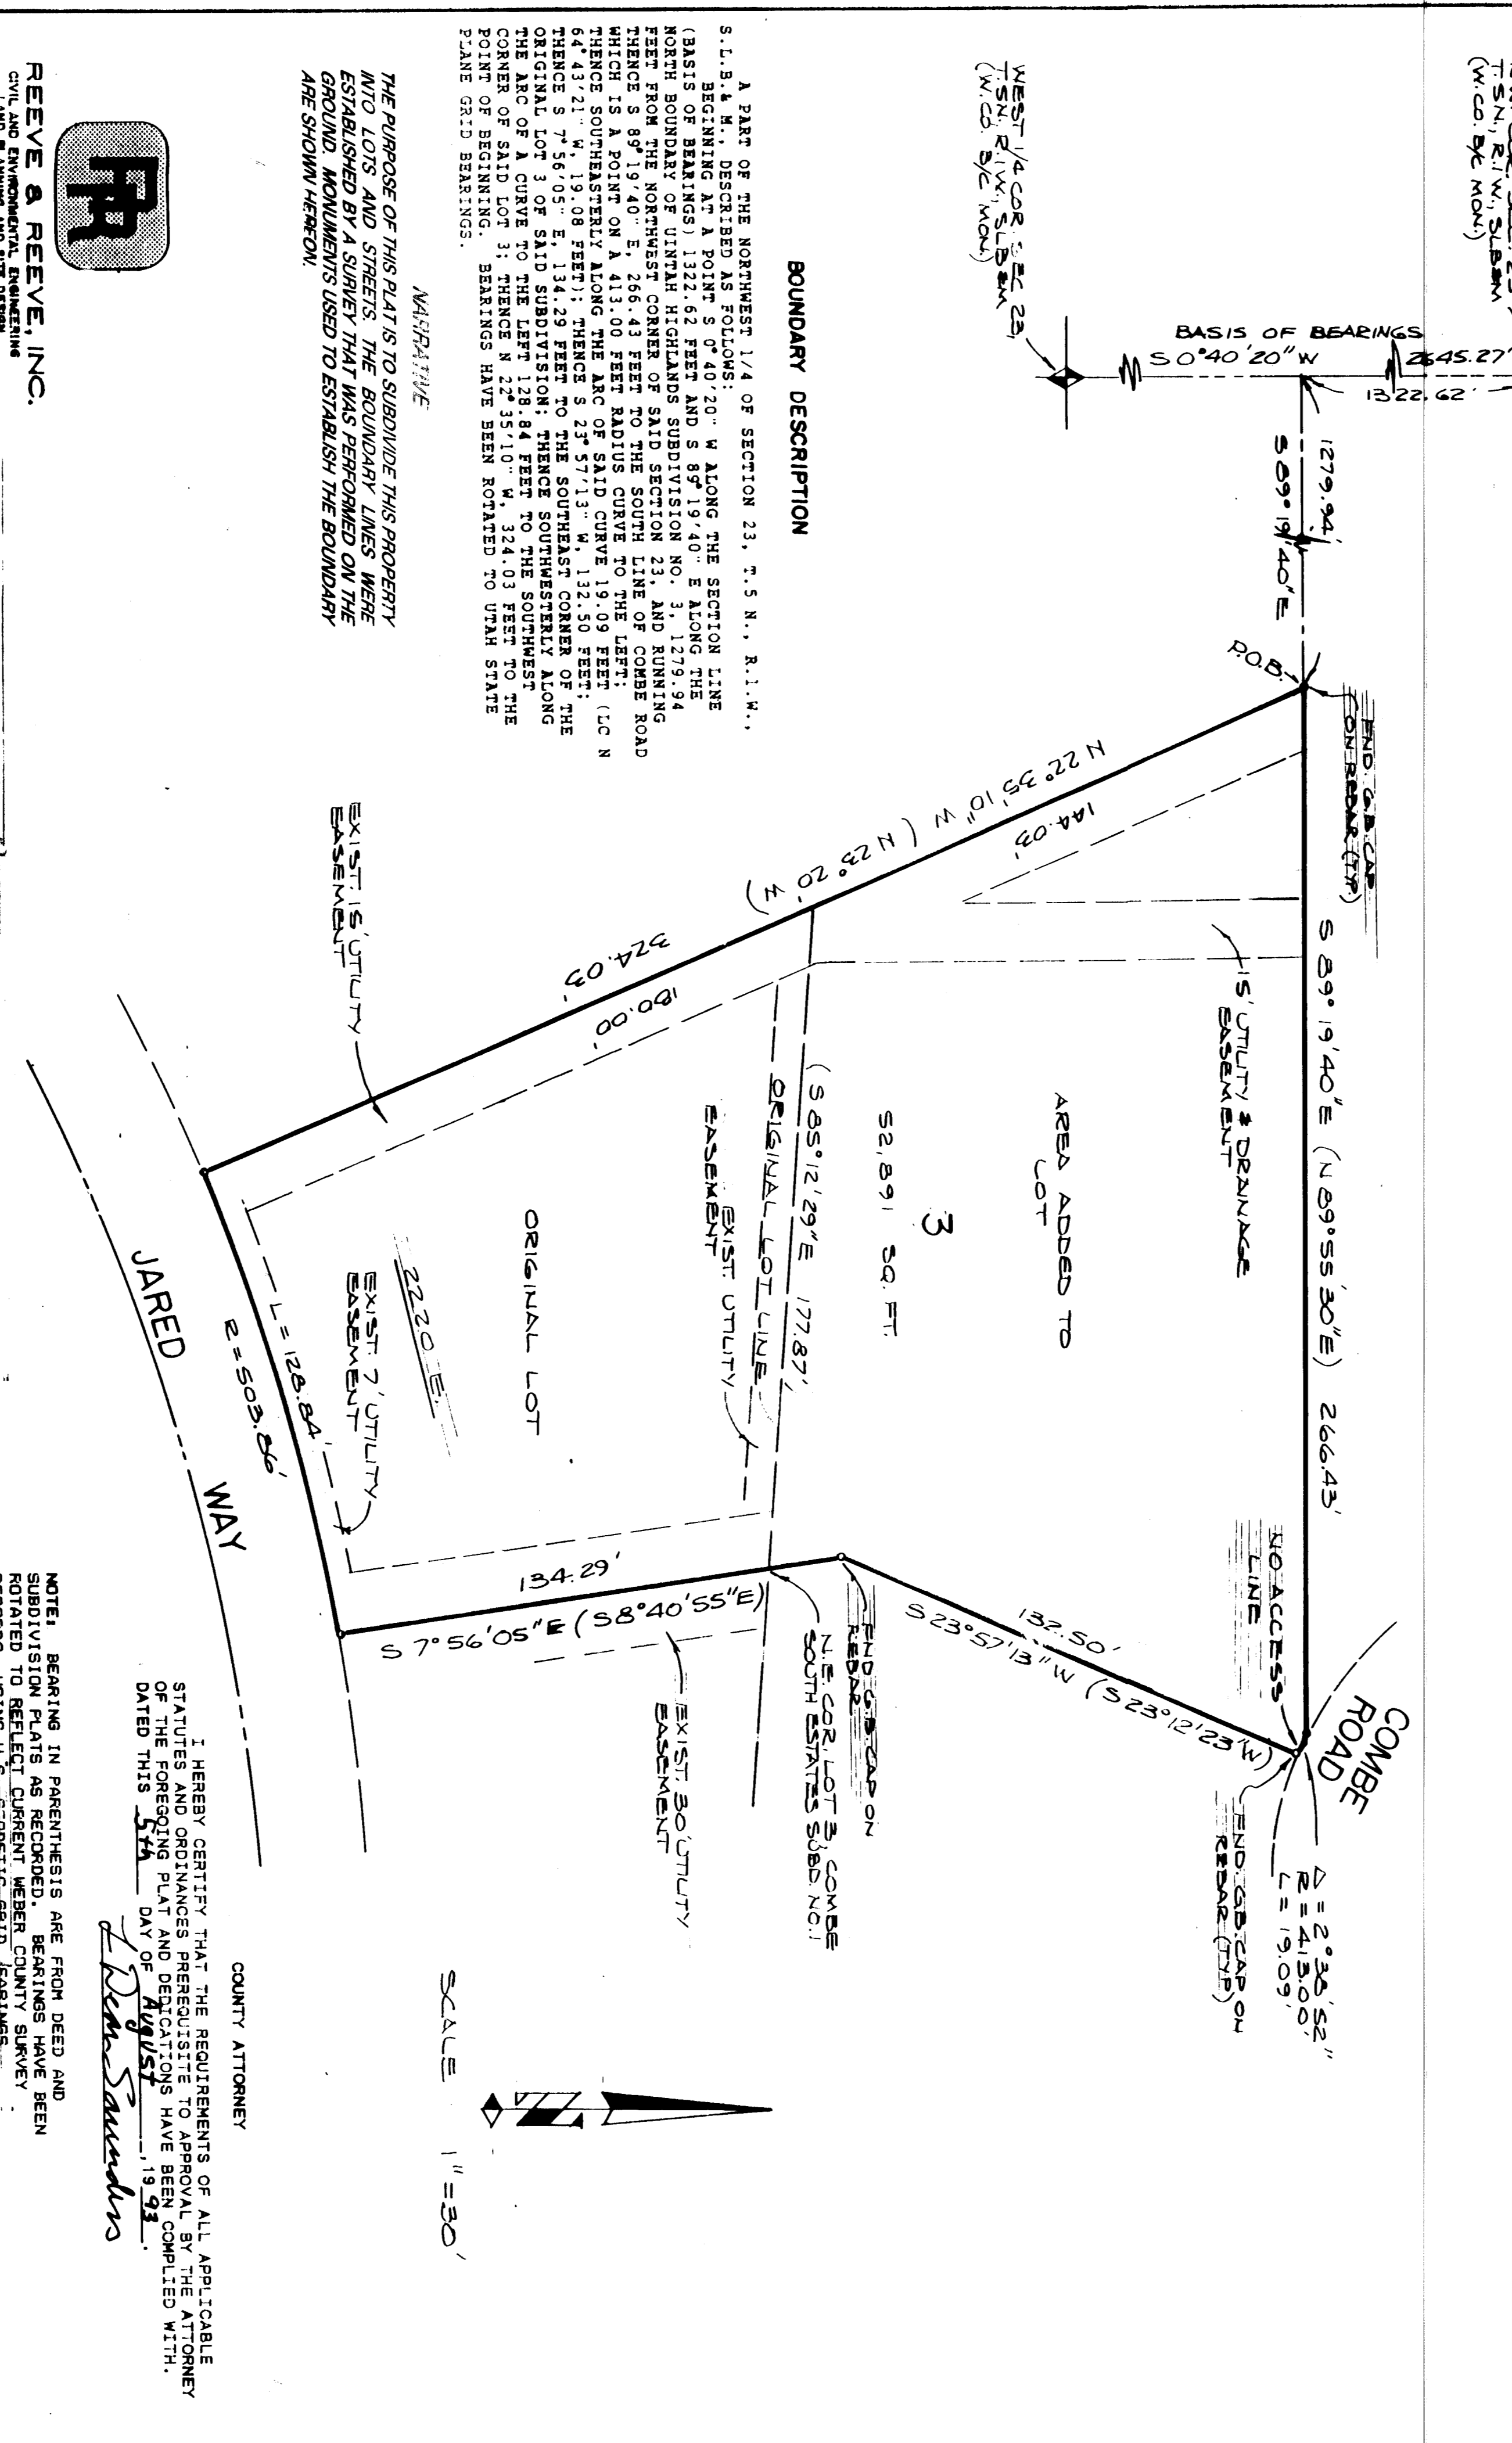 T.5N., R.1W., SLB&M
(W.CO. B/C MON.)
WEST 1/4 COR. SEC 23,
T.5N., R.1W., SLB&M
(W.CO. B/C MON.)
BASIS OF BEARINGS
S 0°40'20" W
2645.27'
1322.62'
1279.94'
S 89°19'40"E
P.O.B.
FND. G.B. CAP
ON REBAR (TYP.)
S 89°19'40"E (N 89°55'30"E) 266.43'
COMBE
ROAD
NO ACCESS
LINE
Δ = 2°38'52"
R = 413.00'
L = 19.09'
FND. G.B. CAP ON
REBAR (TYP.)
15' UTILITY & DRAINAGE
EASEMENT
N 22°35'10" W (N 23°20' ±)
144.03'
324.03'
180.00'
AREA ADDED TO
LOT
3
52,891 SQ. FT.
132.50'
S 23°57'13" W (S 23°12'23"W)
FND G.B. CAP ON
REBAR
N.E. COR. LOT 3, COMBE
SOUTH ESTATES SUBD. NO. 1
(S 85°12'29"E 177.87'
ORIGINAL LOT LINE
EXIST. UTILITY
EASEMENT
ORIGINAL LOT
2220 E.
134.29'
S 7°56'05"E (S8°40'55"E)
EXIST. 30' UTILITY
EASEMENT
EXIST. 15' UTILITY
EASEMENT
EXIST. 7' UTILITY
EASEMENT
L = 128.84'
R = 503.86'
JARED WAY
SCALE 1"=30'
BOUNDARY DESCRIPTION
A PART OF THE NORTHWEST 1/4 OF SECTION 23, T.5 N., R.1.W.,
S.L.B.& M., DESCRIBED AS FOLLOWS:
BEGINNING AT A POINT S 0°40'20" W ALONG THE SECTION LINE
(BASIS OF BEARINGS) 1322.62 FEET AND S 89°19'40" E ALONG THE
NORTH BOUNDARY OF UINTAH HIGHLANDS SUBDIVISION NO. 3, 1279.94
FEET FROM THE NORTHWEST CORNER OF SAID SECTION 23, AND RUNNING
THENCE S 89°19'40" E, 266.43 FEET TO THE SOUTH LINE OF COMBE ROAD
WHICH IS A POINT ON A 413.00 FEET RADIUS CURVE TO THE LEFT;
THENCE SOUTHEASTERLY ALONG THE ARC OF SAID CURVE 19.09 FEET (LC N
64°43'21" W, 19.08 FEET); THENCE S 23°57'13" W, 132.50 FEET;
THENCE S 7°56'05" E, 134.29 FEET TO THE SOUTHEAST CORNER OF THE
ORIGINAL LOT 3 OF SAID SUBDIVISION; THENCE SOUTHWESTERLY ALONG
THE ARC OF A CURVE TO THE LEFT 128.84 FEET TO THE SOUTHWEST
CORNER OF SAID LOT 3; THENCE N 22°35'10" W, 324.03 FEET TO THE
POINT OF BEGINNING. BEARINGS HAVE BEEN ROTATED TO UTAH STATE
PLANE GRID BEARINGS.
NARRATIVE
THE PURPOSE OF THIS PLAT IS TO SUBDIVIDE THIS PROPERTY
INTO LOTS AND STREETS. THE BOUNDARY LINES WERE
ESTABLISHED BY A SURVEY THAT WAS PERFORMED ON THE
GROUND. MONUMENTS USED TO ESTABLISH THE BOUNDARY
ARE SHOWN HEREON.
RR
REEVE & REEVE, INC.
CIVIL AND ENVIRONMENTAL ENGINEERING
LAND PLANNING AND SITE DESIGN
COUNTY ATTORNEY
I HEREBY CERTIFY THAT THE REQUIREMENTS OF ALL APPLICABLE
STATUTES AND ORDINANCES PREREQUISITE TO APPROVAL BY THE ATTORNEY
OF THE FOREGOING PLAT AND DEDICATIONS HAVE BEEN COMPLIED WITH.
DATED THIS 5th DAY OF August, 1993.
NOTE: BEARING IN PARENTHESIS ARE FROM DEED AND
SUBDIVISION PLATS AS RECORDED. BEARINGS HAVE BEEN
ROTATED TO REFLECT CURRENT WEBER COUNTY SURVEY